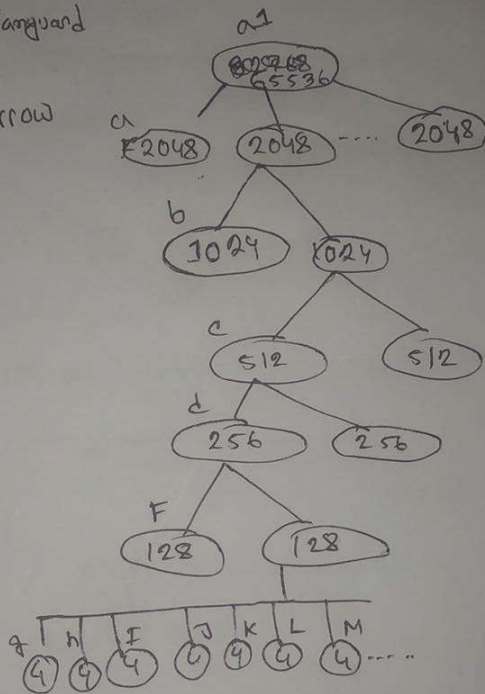 anguard
a1
65536
rrow
a
2048 2048 ..... 2048
b
1024 1024
c
512 512
d
256 256
F
128 128
g h I J K L M
4 4 4 4 4 4 4 .....